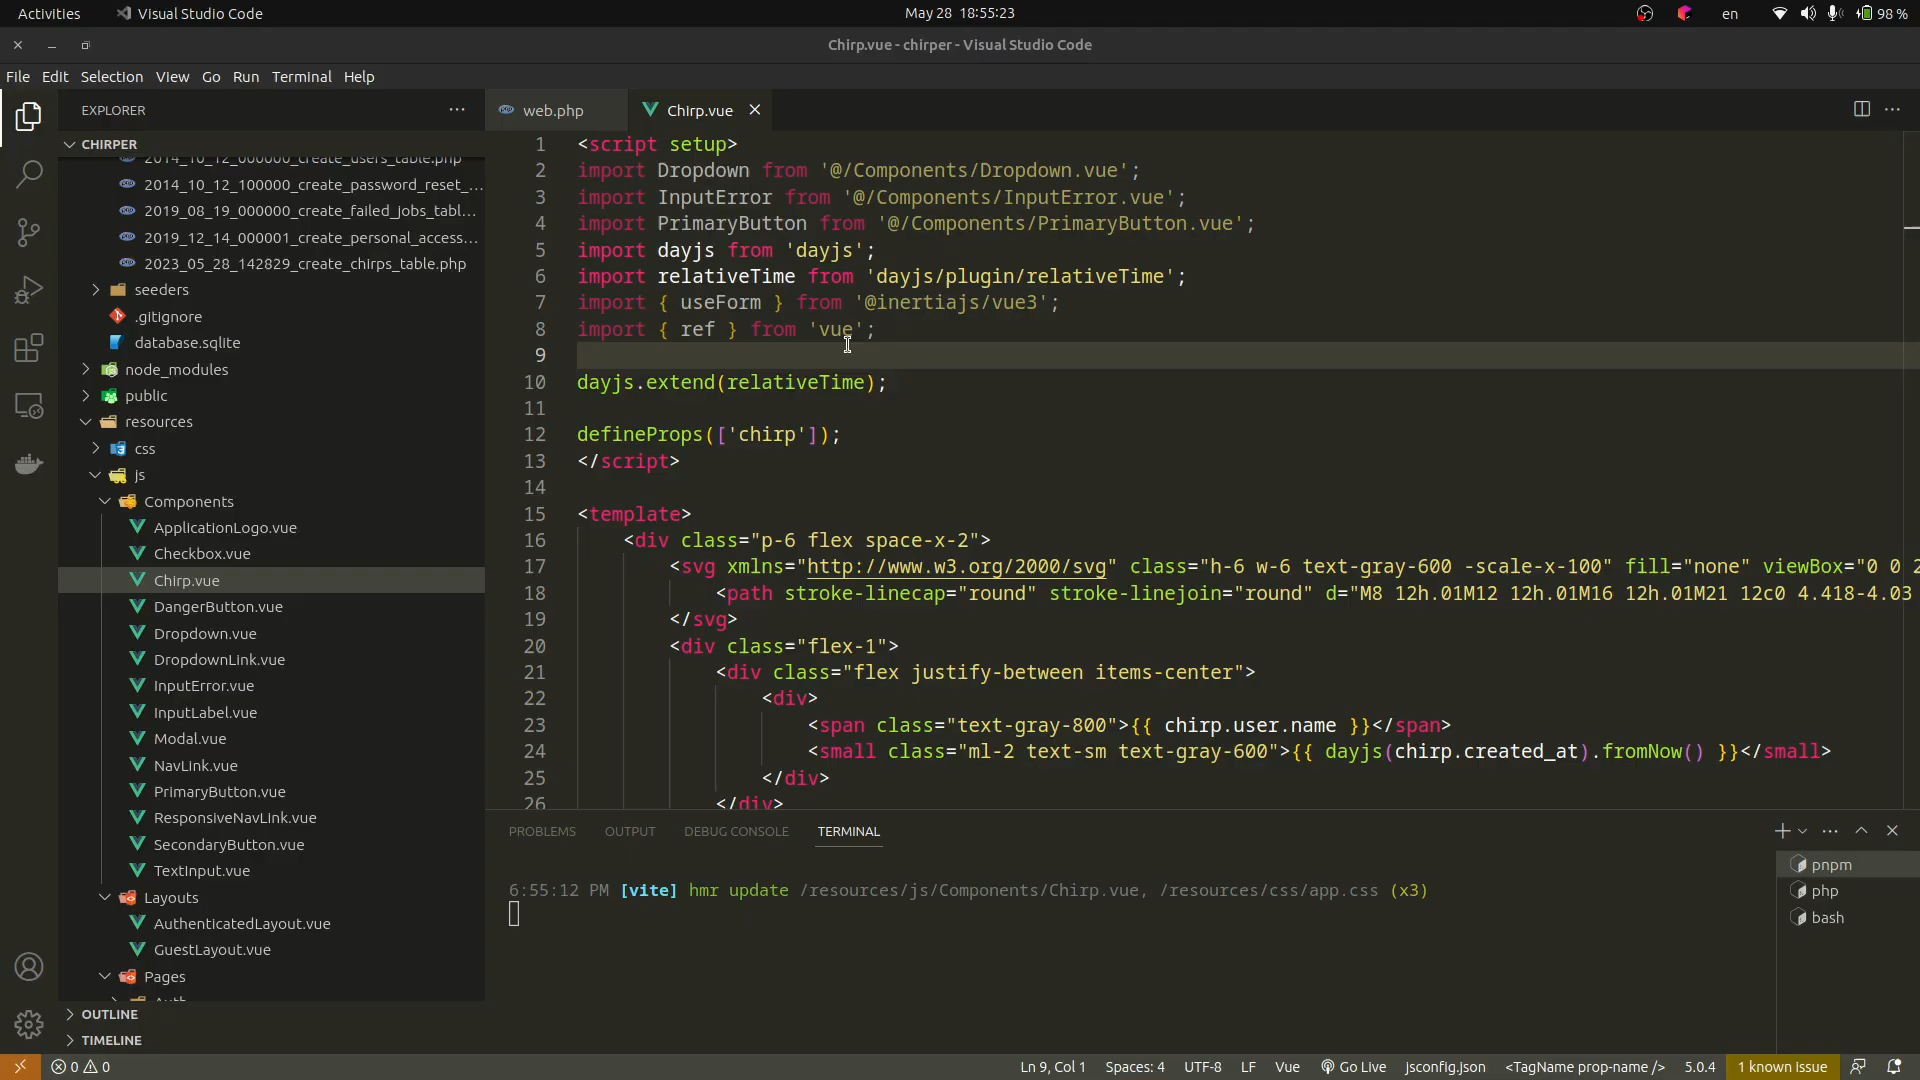 Activities
Visual Studio Code
May 28 18:55:23
en
98 %
Chirp.vue - chirper - Visual Studio Code
File Edit Selection View Go Run Terminal Help
EXPLORER
CHIRPER
2014_10_12_000000_create_users_table.php
2014_10_12_100000_create_password_reset_...
2019_08_19_000000_create_failed_jobs_tabl...
2019_12_14_000001_create_personal_access...
2023_05_28_142829_create_chirps_table.php
seeders
.gitignore
database.sqlite
node_modules
public
resources
css
js
Components
ApplicationLogo.vue
Checkbox.vue
Chirp.vue
DangerButton.vue
Dropdown.vue
DropdownLink.vue
InputError.vue
InputLabel.vue
Modal.vue
NavLink.vue
PrimaryButton.vue
ResponsiveNavLink.vue
SecondaryButton.vue
TextInput.vue
Layouts
AuthenticatedLayout.vue
GuestLayout.vue
Pages
Auth
OUTLINE
TIMELINE
web.php
Chirp.vue
1 <script setup>
2 import Dropdown from '@/Components/Dropdown.vue';
3 import InputError from '@/Components/InputError.vue';
4 import PrimaryButton from '@/Components/PrimaryButton.vue';
5 import dayjs from 'dayjs';
6 import relativeTime from 'dayjs/plugin/relativeTime';
7 import { useForm } from '@inertiajs/vue3';
8 import { ref } from 'vue';
9
10 dayjs.extend(relativeTime);
11
12 defineProps(['chirp']);
13 </script>
14
15 <template>
16 <div class="p-6 flex space-x-2">
17 <svg xmlns="http://www.w3.org/2000/svg" class="h-6 w-6 text-gray-600 -scale-x-100" fill="none" viewBox="0 0 2
18 <path stroke-linecap="round" stroke-linejoin="round" d="M8 12h.01M12 12h.01M16 12h.01M21 12c0 4.418-4.03
19 </svg>
20 <div class="flex-1">
21 <div class="flex justify-between items-center">
22 <div>
23 <span class="text-gray-800">{{ chirp.user.name }}</span>
24 <small class="ml-2 text-sm text-gray-600">{{ dayjs(chirp.created_at).fromNow() }}</small>
25 </div>
26 </div>
PROBLEMS OUTPUT DEBUG CONSOLE TERMINAL
6:55:12 PM [vite] hmr update /resources/js/Components/Chirp.vue, /resources/css/app.css (x3)
pnpm
php
bash
0 0
Ln 9, Col 1 Spaces: 4 UTF-8 LF Vue Go Live jsconfig.json <TagName prop-name /> 5.0.4 1 known issue